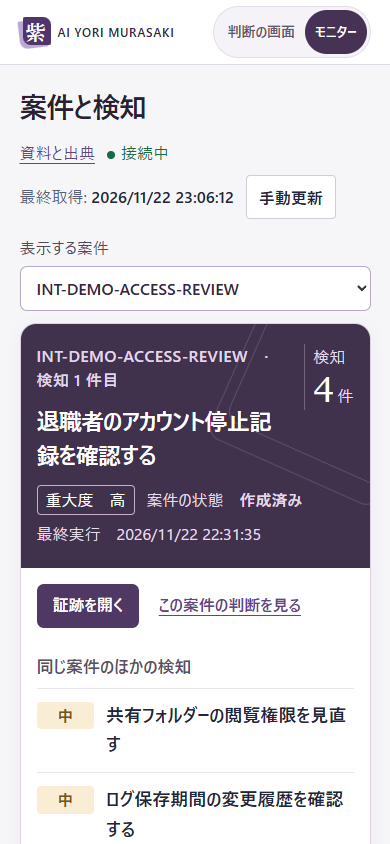 紫 AI YORI MURASAKI 判断の画面 モニター
案件と検知
資料と出典 接続中
最終取得: 2026/11/22 23:06:12 手動更新
表示する案件
INT-DEMO-ACCESS-REVIEW
INT-DEMO-ACCESS-REVIEW ・
検知 1 件目
検知
4 件
退職者のアカウント停止記
録を確認する
重大度 高 案件の状態 作成済み
最終実行 2026/11/22 22:31:35
証跡を開く この案件の判断を見る
同じ案件のほかの検知
中 共有フォルダーの閲覧権限を見直
す
中 ログ保存期間の変更履歴を確認
する